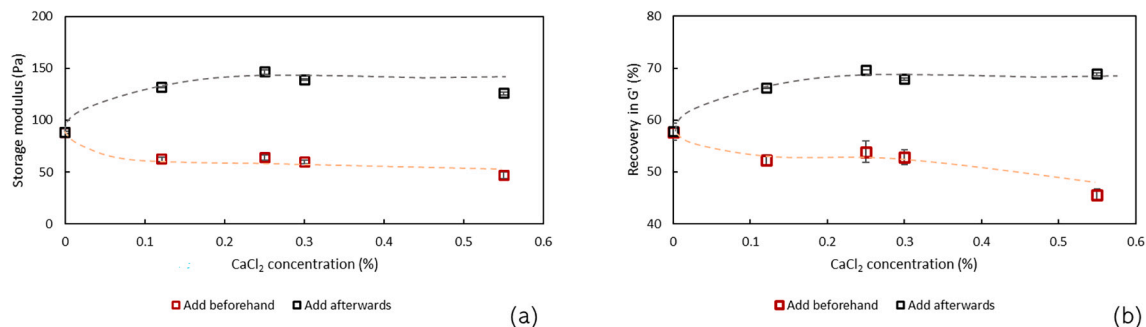 200
150
100
50
0
Storage modulus (Pa)
0 0.1 0.2 0.3 0.4 0.5 0.6
CaCl₂ concentration (%)
Add beforehand Add afterwards
(a)
80
70
60
50
40
Recovery in G' (%)
0 0.1 0.2 0.3 0.4 0.5 0.6
CaCl₂ concentration (%)
Add beforehand Add afterwards
(b)